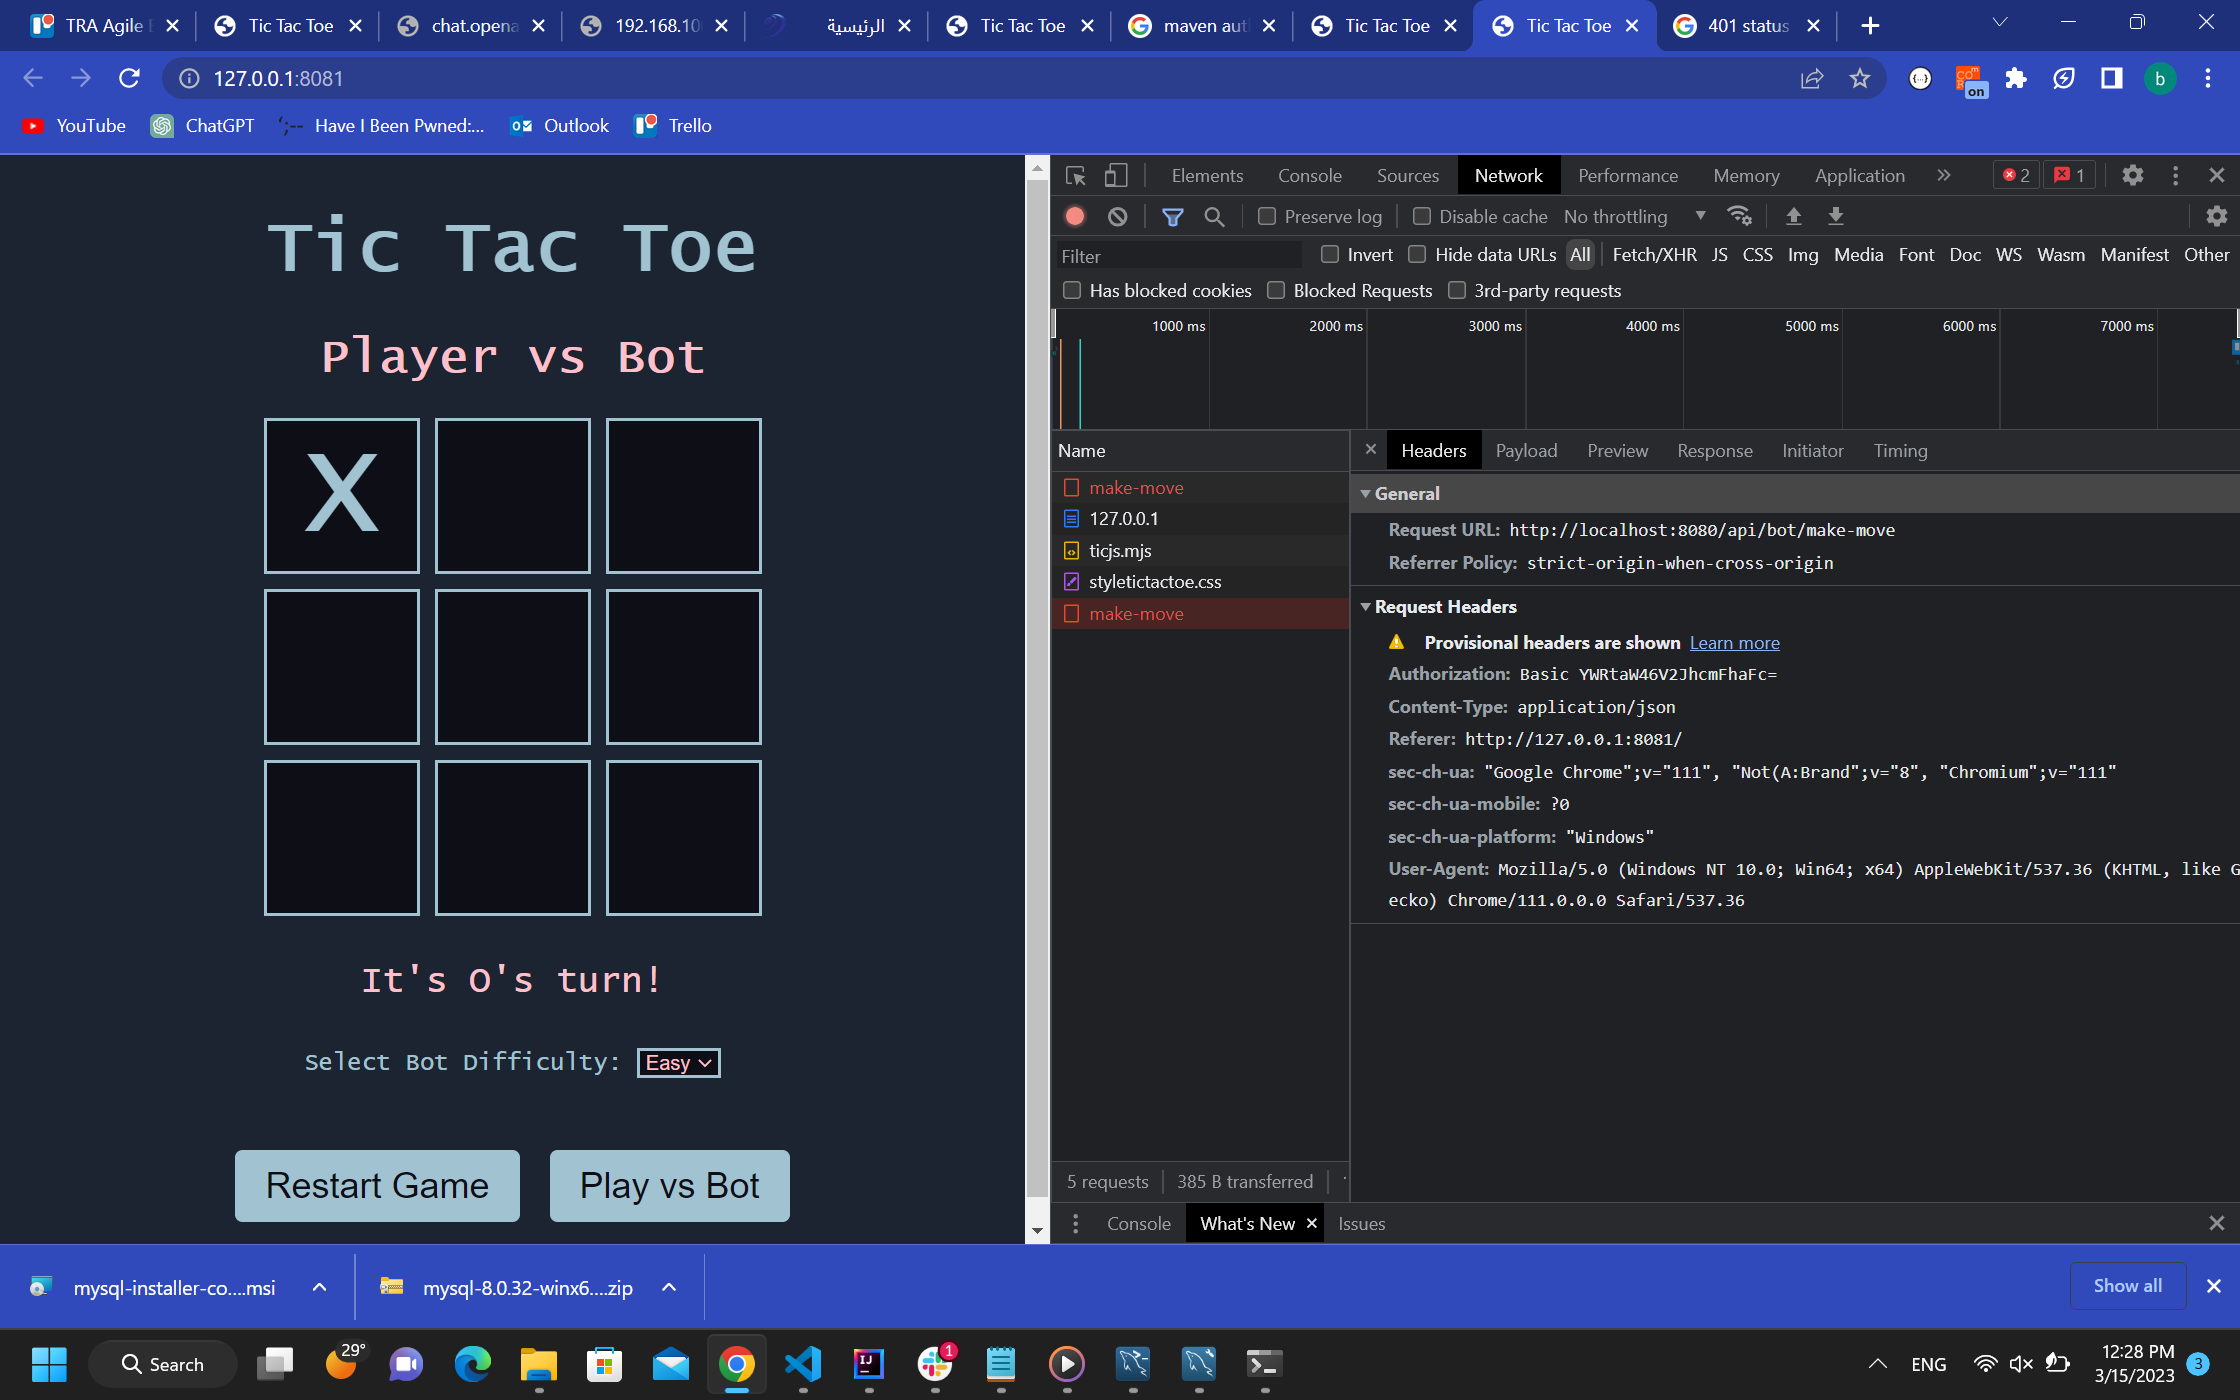 TRA Agile
Tic Tac Toe
chat.opena
192.168.10
الرئيسية
Tic Tac Toe
maven aut
Tic Tac Toe
Tic Tac Toe
401 status
127.0.0.1:8081
on
b
YouTube
ChatGPT
Have I Been Pwned:...
Outlook
Trello
Tic Tac Toe
Player vs Bot
X
It's O's turn!
Select Bot Difficulty: Easy
Restart Game
Play vs Bot
Elements Console Sources Network Performance Memory Application » 2 1
Preserve log Disable cache No throttling
Filter Invert Hide data URLs All Fetch/XHR JS CSS Img Media Font Doc WS Wasm Manifest Other
Has blocked cookies Blocked Requests 3rd-party requests
1000 ms 2000 ms 3000 ms 4000 ms 5000 ms 6000 ms 7000 ms
Name
make-move
127.0.0.1
ticjs.mjs
styletictactoe.css
make-move
Headers Payload Preview Response Initiator Timing
General
Request URL: http://localhost:8080/api/bot/make-move
Referrer Policy: strict-origin-when-cross-origin
Request Headers
Provisional headers are shown Learn more
Authorization: Basic YWRtaW46V2JhcmFhaFc=
Content-Type: application/json
Referer: http://127.0.0.1:8081/
sec-ch-ua: "Google Chrome";v="111", "Not(A:Brand";v="8", "Chromium";v="111"
sec-ch-ua-mobile: ?0
sec-ch-ua-platform: "Windows"
User-Agent: Mozilla/5.0 (Windows NT 10.0; Win64; x64) AppleWebKit/537.36 (KHTML, like G
ecko) Chrome/111.0.0.0 Safari/537.36
5 requests 385 B transferred
Console What's New Issues
mysql-installer-co....msi
mysql-8.0.32-winx6....zip
Show all
Search
29°
1
ENG
12:28 PM
3/15/2023
3